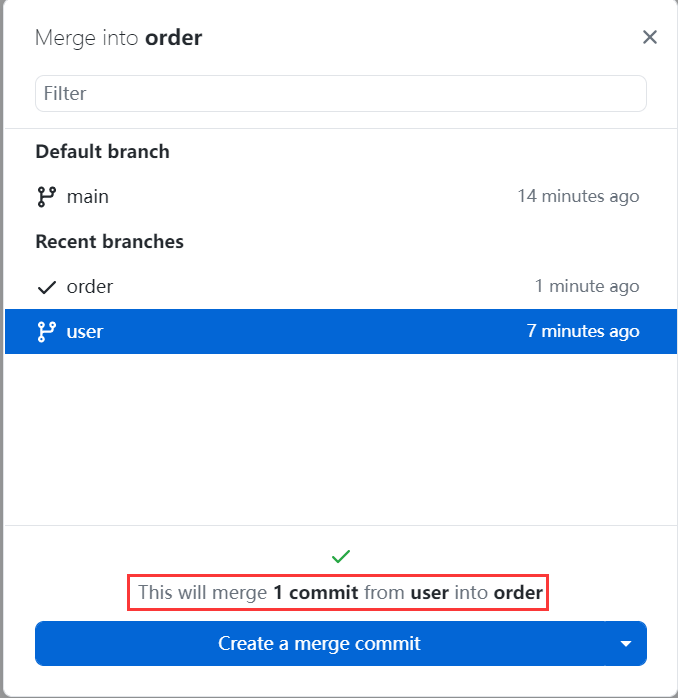 Merge into order
Filter
Default branch
main 14 minutes ago
Recent branches
order 1 minute ago
user 7 minutes ago
This will merge 1 commit from user into order
Create a merge commit